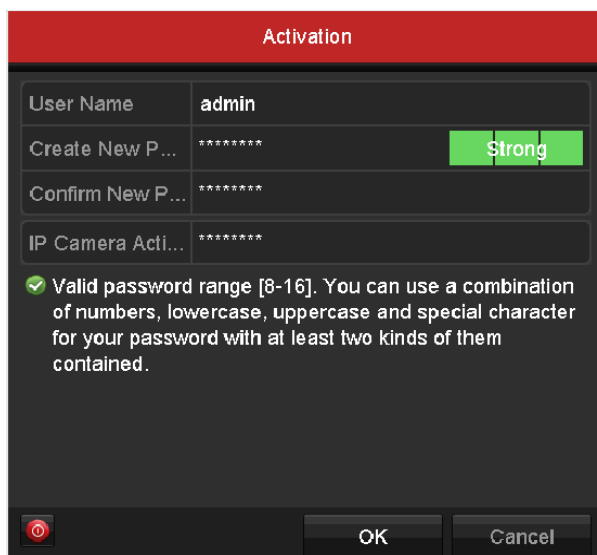 Activation
User Name admin
Create New P... ******** Strong
Confirm New P... ********
IP Camera Acti... ********
Valid password range [8-16]. You can use a combination
of numbers, lowercase, uppercase and special character
for your password with at least two kinds of them
contained.
OK Cancel